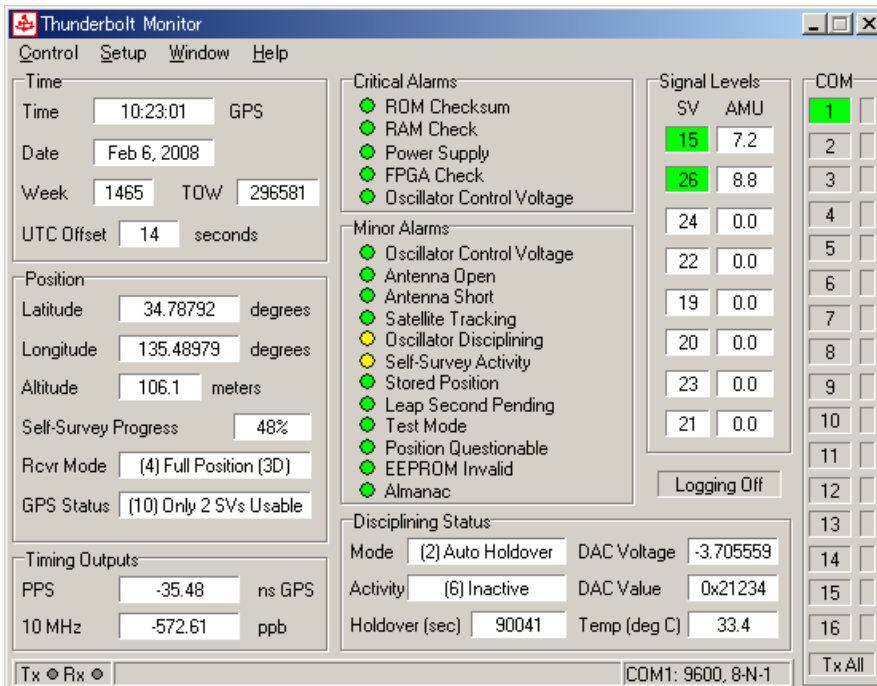 Thunderbolt Monitor
Control Setup Window Help
Time
Time 10:23:01 GPS
Date Feb 6, 2008
Week 1465 TOW 296581
UTC Offset 14 seconds
Position
Latitude 34.78792 degrees
Longitude 135.48979 degrees
Altitude 106.1 meters
Self-Survey Progress 48%
Rcvr Mode (4) Full Position (3D)
GPS Status (10) Only 2 SVs Usable
Timing Outputs
PPS -35.48 ns GPS
10 MHz -572.61 ppb
Critical Alarms
ROM Checksum
RAM Check
Power Supply
FPGA Check
Oscillator Control Voltage
Minor Alarms
Oscillator Control Voltage
Antenna Open
Antenna Short
Satellite Tracking
Oscillator Disciplining
Self-Survey Activity
Stored Position
Leap Second Pending
Test Mode
Position Questionable
EEPROM Invalid
Almanac
Disciplining Status
Mode (2) Auto Holdover DAC Voltage -3.705559
Activity (6) Inactive DAC Value 0x21234
Holdover (sec) 90041 Temp (deg C) 33.4
Signal Levels
SV AMU
15 7.2
26 8.8
24 0.0
22 0.0
19 0.0
20 0.0
23 0.0
21 0.0
Logging Off
COM
1
2
3
4
5
6
7
8
9
10
11
12
13
14
15
16
Tx All
Tx Rx COM1: 9600, 8-N-1